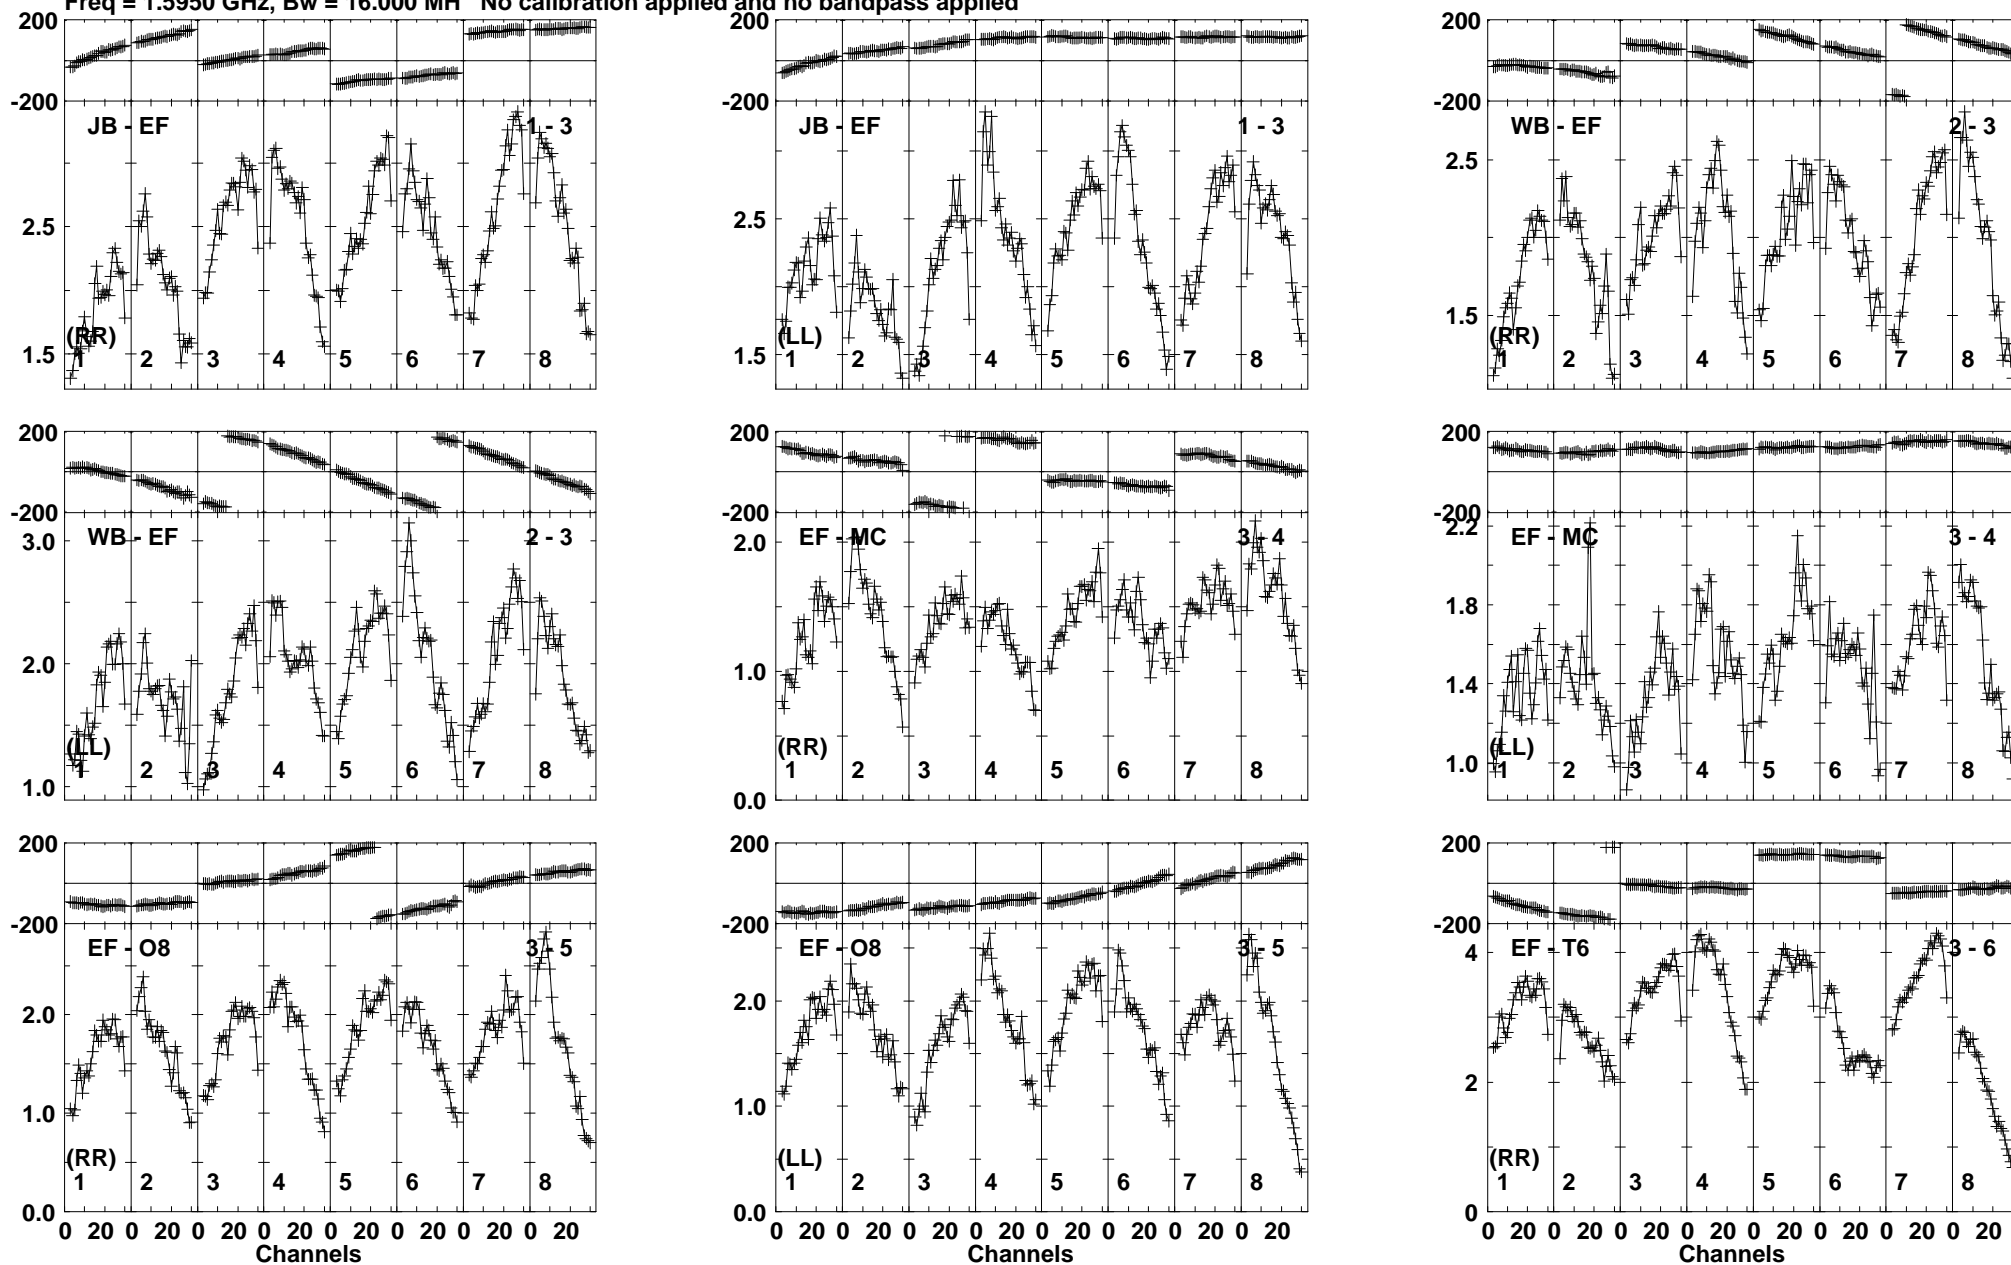 Freq = 1.5950 GHz, Bw = 16.000 MH No calibration applied and no bandpass applied
200 200 200
-200 -200 -200
JB - EF 1 - 3 JB - EF 1 - 3 WB - EF 2 - 3
2.5 2.5 2.5
1.5 1.5 1.5
(RR) (LL) (RR)
1 2 3 4 5 6 7 8 1 2 3 4 5 6 7 8 1 2 3 4 5 6 7 8
200 200 200
-200 -200 -200
WB - EF 2 - 3 EF - MC 3 - 4 EF - MC 3 - 4
3.0 2.0 2.2
2.0 1.0 1.8
1.0 0.0 1.4
1.0
(LL) (RR) (LL)
1 2 3 4 5 6 7 8 1 2 3 4 5 6 7 8 1 2 3 4 5 6 7 8
200 200 200
-200 -200 -200
EF - O8 3 - 5 EF - O8 3 - 5 EF - T6 3 - 6
2.0 2.0 4
1.0 1.0 2
(RR) (LL) (RR)
1 2 3 4 5 6 7 8 1 2 3 4 5 6 7 8 1 2 3 4 5 6 7 8
0.0 0.0 0
0 20 0 20 0 20 0 20 0 20 0 20 0 20 0 20 0 20 0 20 0 20 0 20 0 20 0 20 0 20 0 20 0 20 0 20 0 20 0 20 0 20 0 20 0 20 0 20
Channels Channels Channels